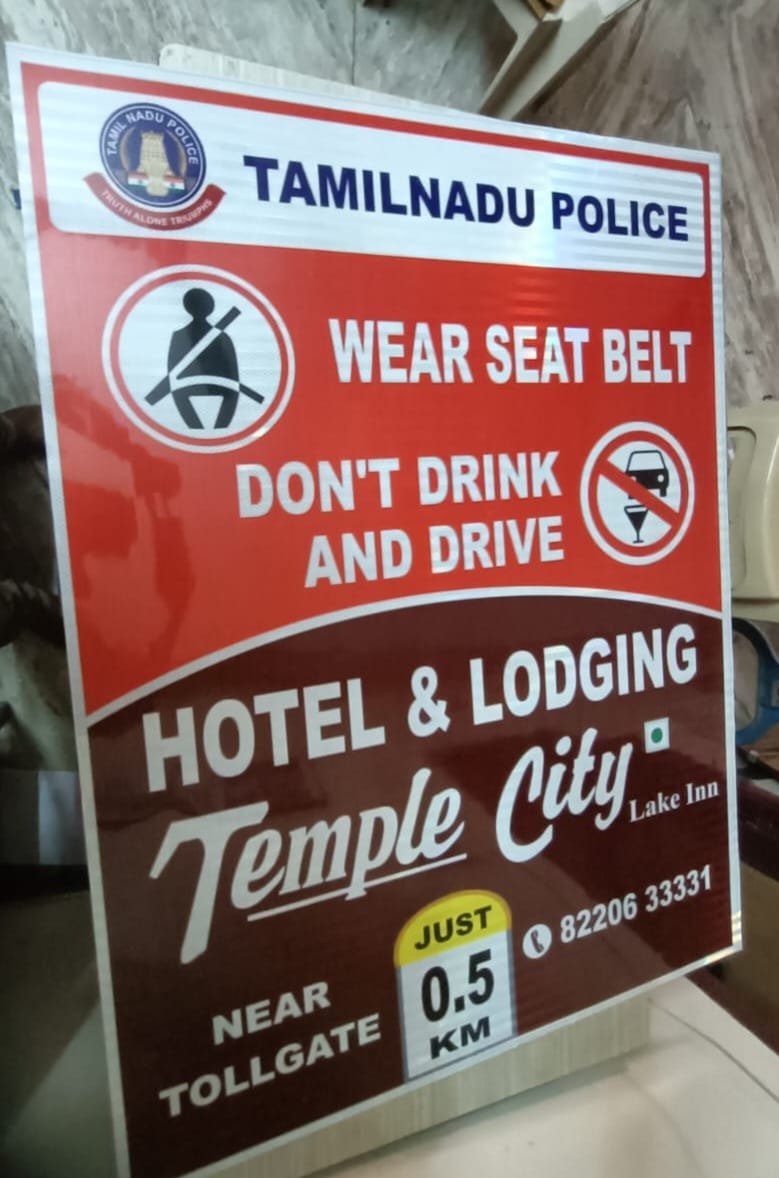 TAMIL NADU POLICE
TRUTH ALONE TRIUMPHS
TAMILNADU POLICE
WEAR SEAT BELT
DON'T DRINK
AND DRIVE
HOTEL & LODGING
Temple City
Lake Inn
82206 33331
JUST
0.5
KM
NEAR
TOLLGATE